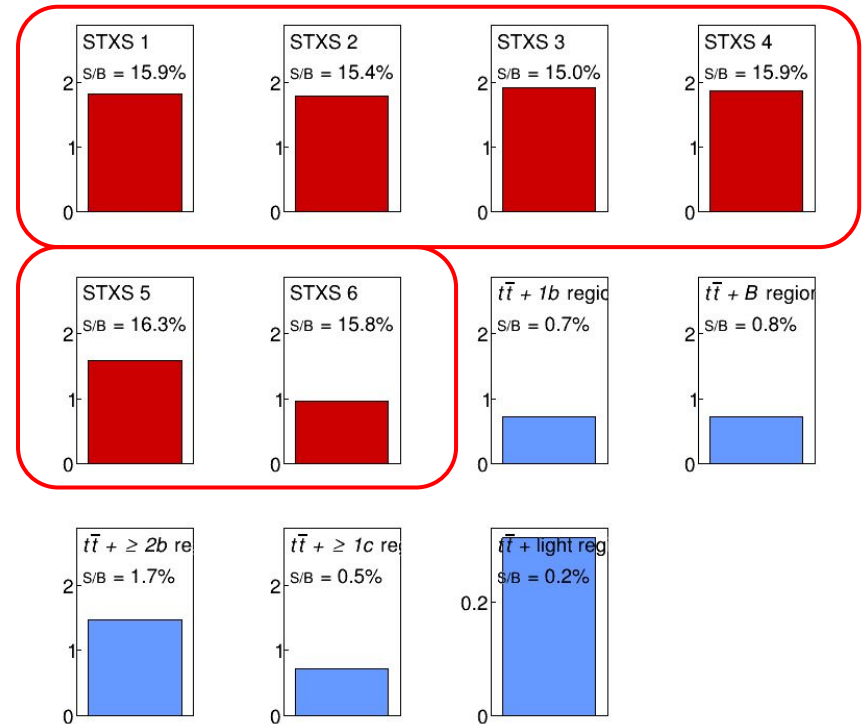 STXS 1
S/B = 15.9%
2
1
0
STXS 2
S/B = 15.4%
2
1
0
STXS 3
S/B = 15.0%
2
1
0
STXS 4
S/B = 15.9%
2
1
0
STXS 5
S/B = 16.3%
2
1
0
STXS 6
S/B = 15.8%
2
1
0
tt̅ + 1b regio
S/B = 0.7%
2
1
0
tt̅ + B region
S/B = 0.8%
2
1
0
tt̅ + ≥ 2b re
S/B = 1.7%
2
1
0
tt̅ + ≥ 1c reg
S/B = 0.5%
2
1
0
tt̅ + light reg
S/B = 0.2%
0.2
0